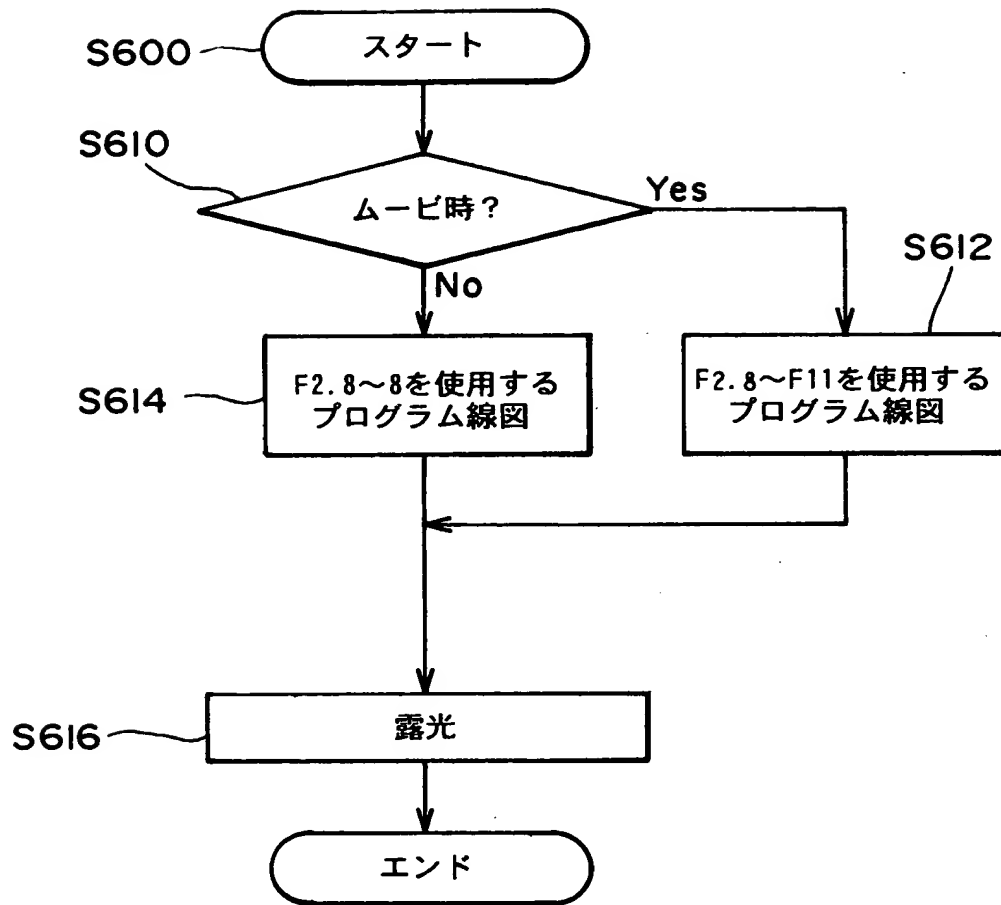 S600
スタート
S610
ムービ時?
Yes
No
S612
S614
F2.8〜8を使用する
プログラム線図
F2.8〜F11を使用する
プログラム線図
S616
露光
エンド